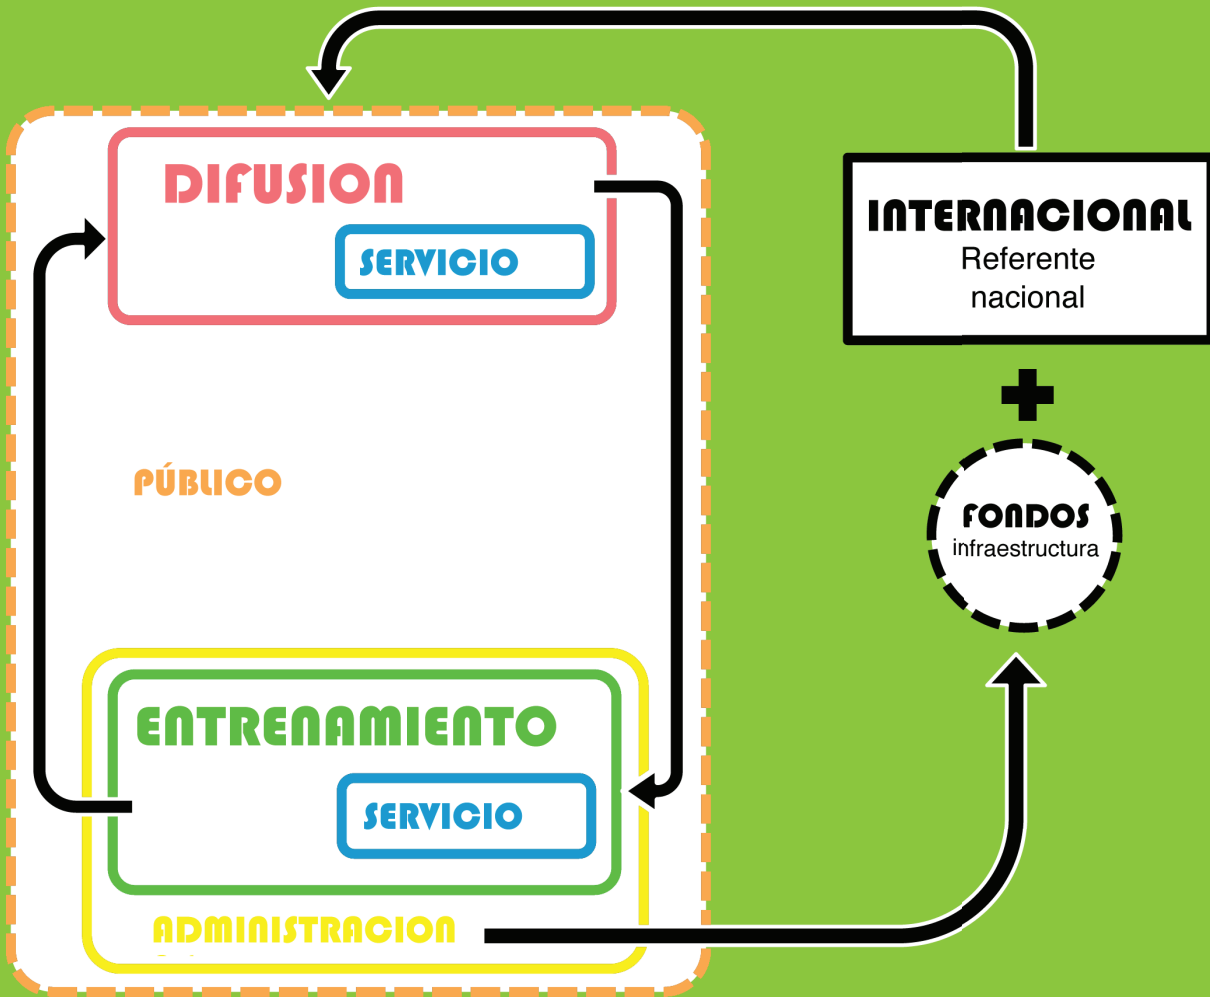 DIFUSION
SERVICIO
INTERNACIONAL
Referente
nacional
PÚBLICO
FONDOS
infraestructura
ENTRENAMIENTO
SERVICIO
ADMINISTRACION